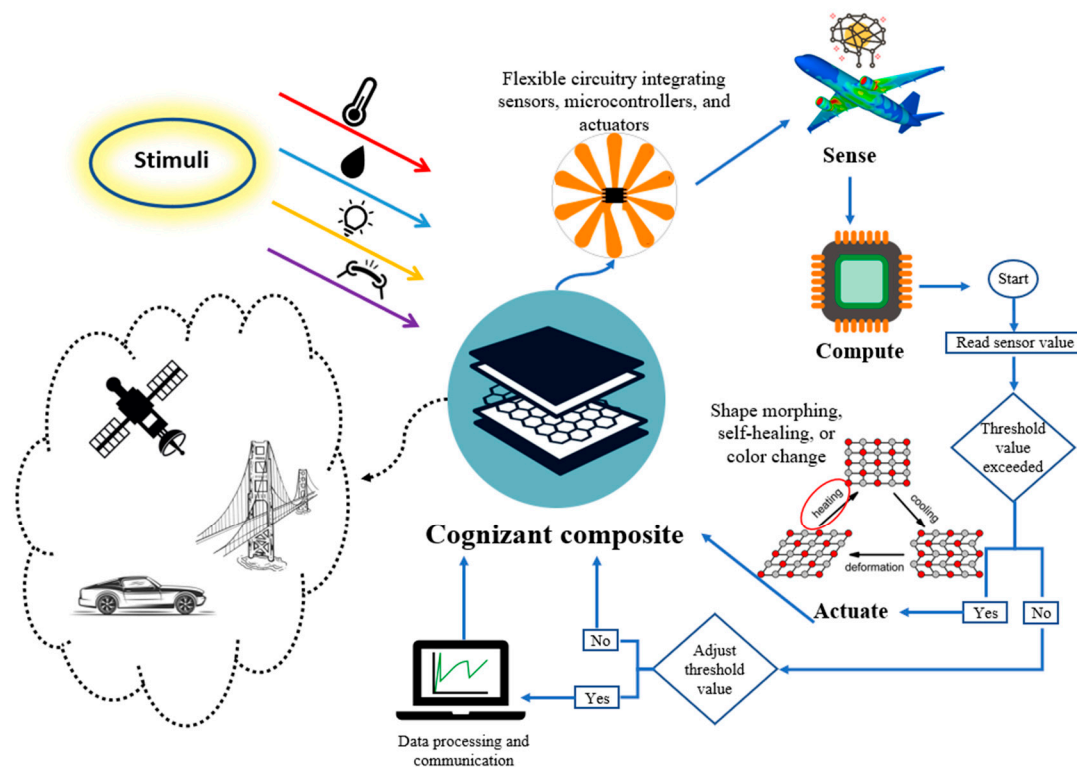 Stimuli
Flexible circuitry integrating
sensors, microcontrollers, and
actuators
Sense
Compute
Start
Read sensor value
Threshold
value
exceeded
Shape morphing,
self-healing, or
color change
heating
cooling
deformation
Cognizant composite
Actuate
Yes
No
No
Yes
Adjust
threshold
value
Data processing and
communication